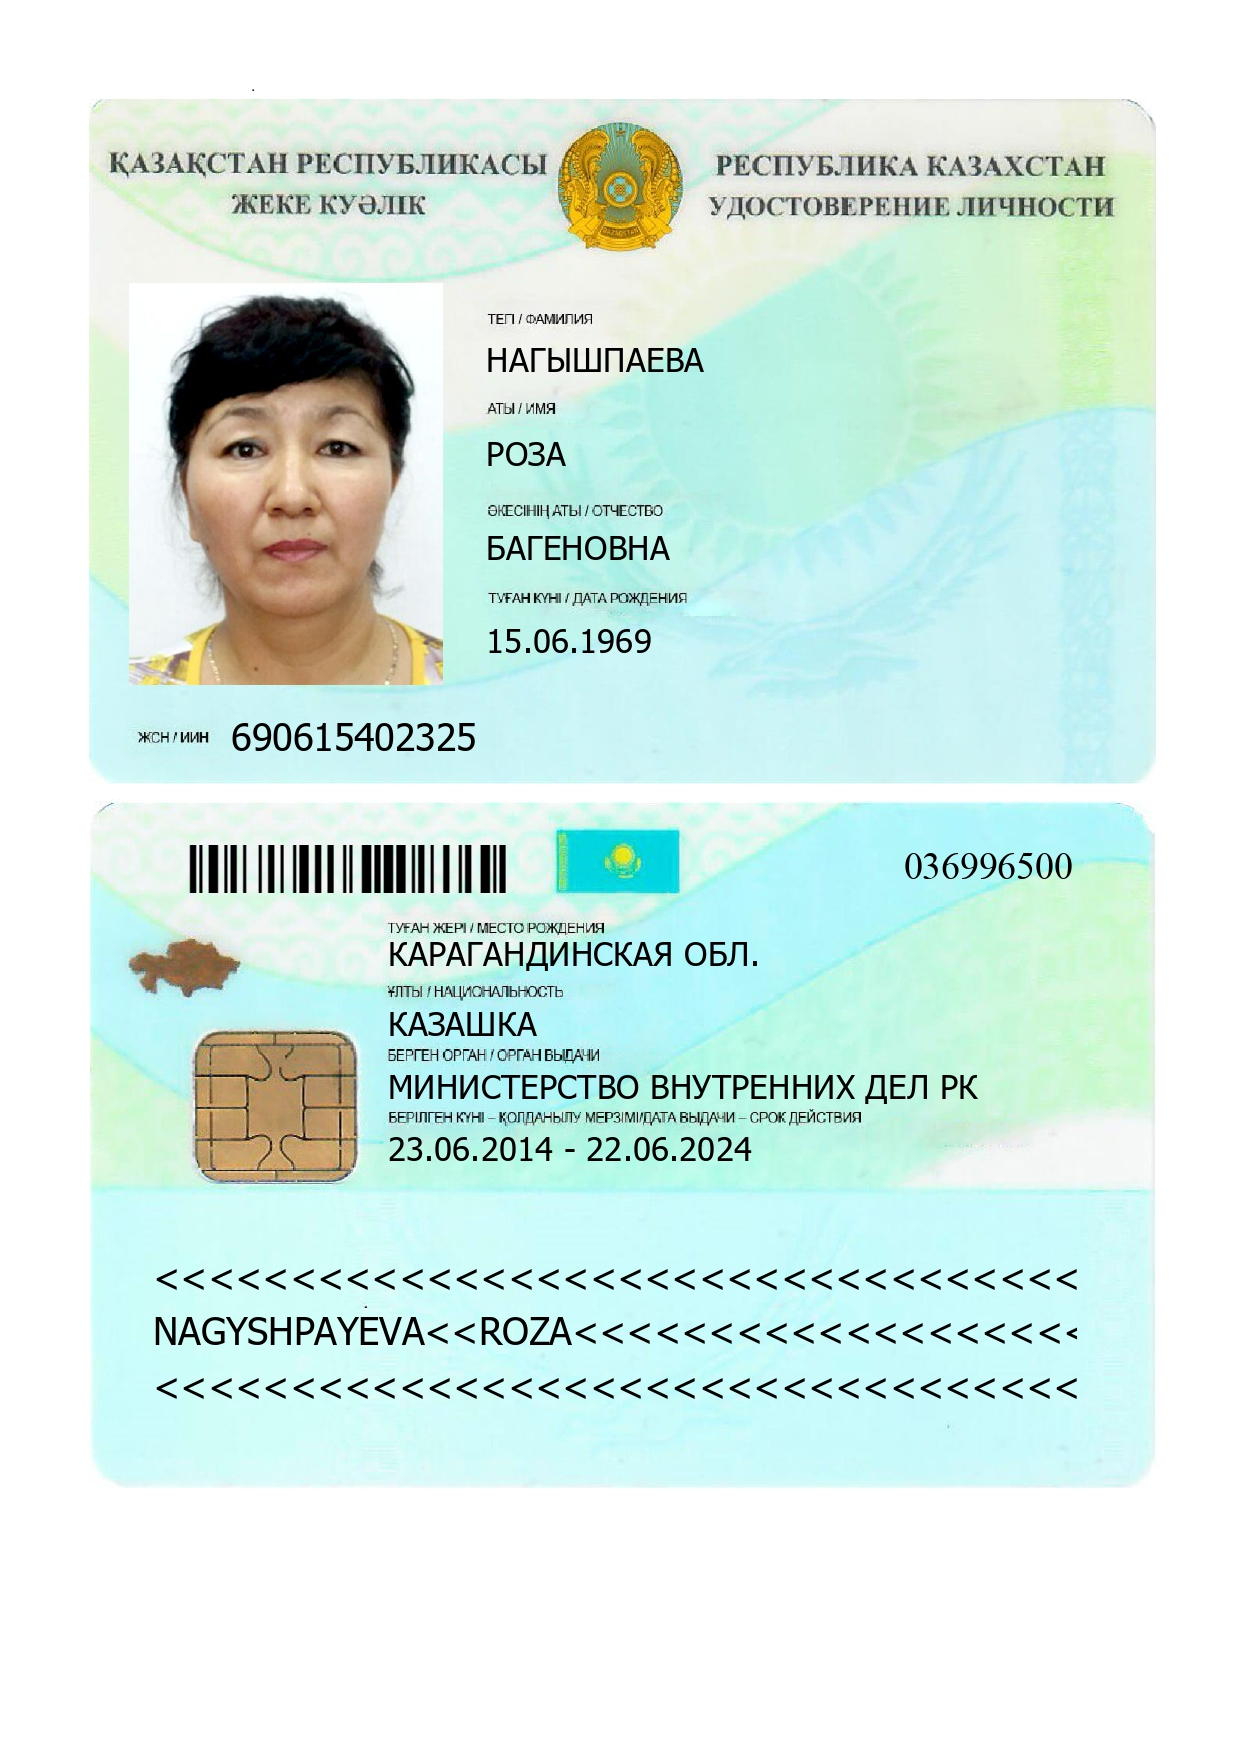 ҚАЗАҚСТАН РЕСПУБЛИКАСЫ
ЖЕКЕ КУӘЛІК
РЕСПУБЛИКА КАЗАХСТАН
УДОСТОВЕРЕНИЕ ЛИЧНОСТИ
ТЕГІ / ФАМИЛИЯ
НАГЫШПАЕВА
АТЫ / ИМЯ
РОЗА
ӘКЕСІНІҢ АТЫ / ОТЧЕСТВО
БАГЕНОВНА
ТУҒАН КҮНІ / ДАТА РОЖДЕНИЯ
15.06.1969
ЖСН / ИИН 690615402325
036996500
ТУҒАН ЖЕРІ / МЕСТО РОЖДЕНИЯ
КАРАГАНДИНСКАЯ ОБЛ.
ҰЛТЫ / НАЦИОНАЛЬНОСТЬ
КАЗАШКА
БЕРГЕН ОРГАН / ОРГАН ВЫДАЧИ
МИНИСТЕРСТВО ВНУТРЕННИХ ДЕЛ РК
БЕРІЛГЕН КҮНІ – ҚОЛДАНЫЛУ МЕРЗІМІ/ДАТА ВЫДАЧИ – СРОК ДЕЙСТВИЯ
23.06.2014 - 22.06.2024
<<<<<<<<<<<<<<<<<<<<<<<<<<<<<<<<<<
NAGYSHPAYEVA<<ROZA<<<<<<<<<<<<<<<<<<<
<<<<<<<<<<<<<<<<<<<<<<<<<<<<<<<<<<